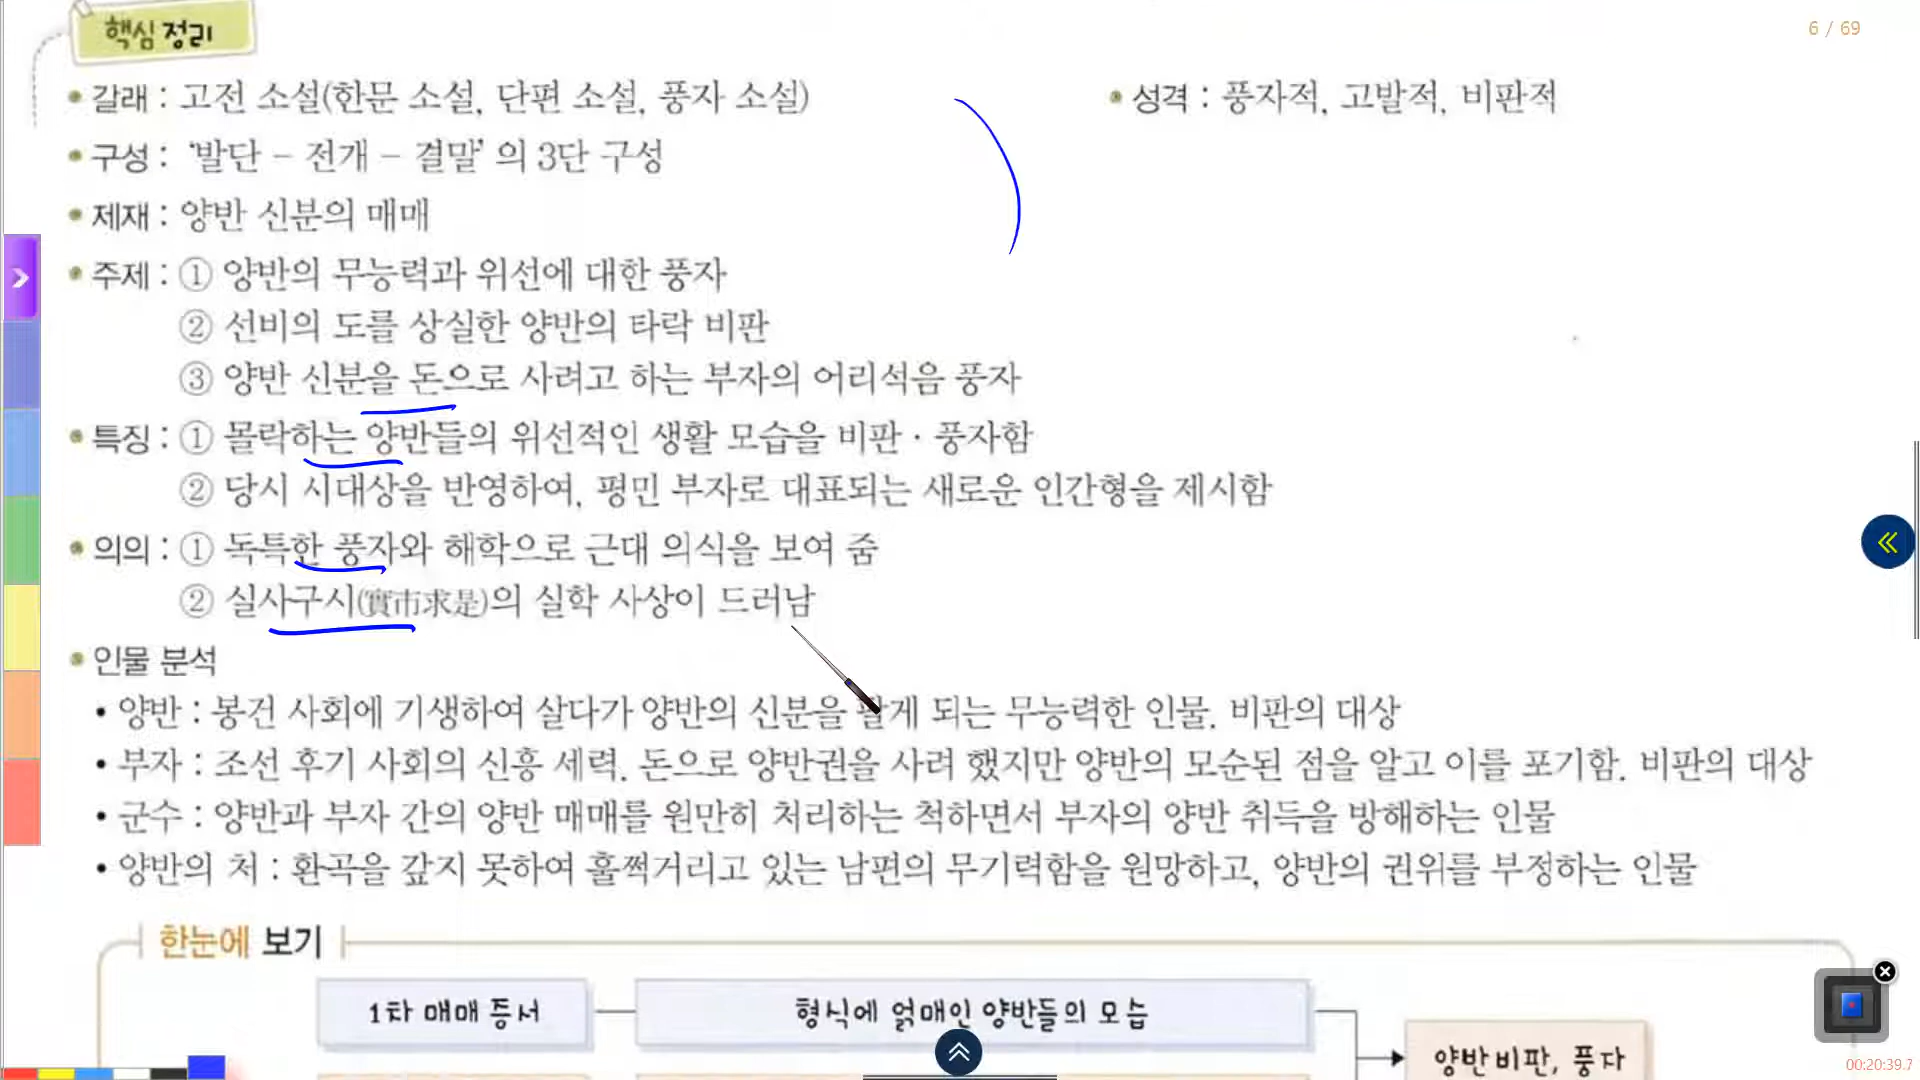 핵심 정리
6 / 69
• 갈래 : 고전 소설(한문 소설, 단편 소설, 풍자 소설)
• 성격 : 풍자적, 고발적, 비판적
• 구성 : ‘발단 – 전개 – 결말’의 3단 구성
• 제재 : 양반 신분의 매매
• 주제 : ① 양반의 무능력과 위선에 대한 풍자
② 선비의 도를 상실한 양반의 타락 비판
③ 양반 신분을 돈으로 사려고 하는 부자의 어리석음 풍자
• 특징 : ① 몰락하는 양반들의 위선적인 생활 모습을 비판 · 풍자함
② 당시 시대상을 반영하여, 평민 부자로 대표되는 새로운 인간형을 제시함
• 의의 : ① 독특한 풍자와 해학으로 근대 의식을 보여 줌
② 실사구시(實市求是)의 실학 사상이 드러남
• 인물 분석
• 양반 : 봉건 사회에 기생하여 살다가 양반의 신분을 팔게 되는 무능력한 인물. 비판의 대상
• 부자 : 조선 후기 사회의 신흥 세력. 돈으로 양반권을 사려 했지만 양반의 모순된 점을 알고 이를 포기함. 비판의 대상
• 군수 : 양반과 부자 간의 양반 매매를 원만히 처리하는 척하면서 부자의 양반 취득을 방해하는 인물
• 양반의 처 : 환곡을 갚지 못하여 훌쩍거리고 있는 남편의 무기력함을 원망하고, 양반의 권위를 부정하는 인물
한눈에 보기
1차 매매 증서
형식에 얽매인 양반들의 모습
양반 비판, 풍자
00:20:39.7